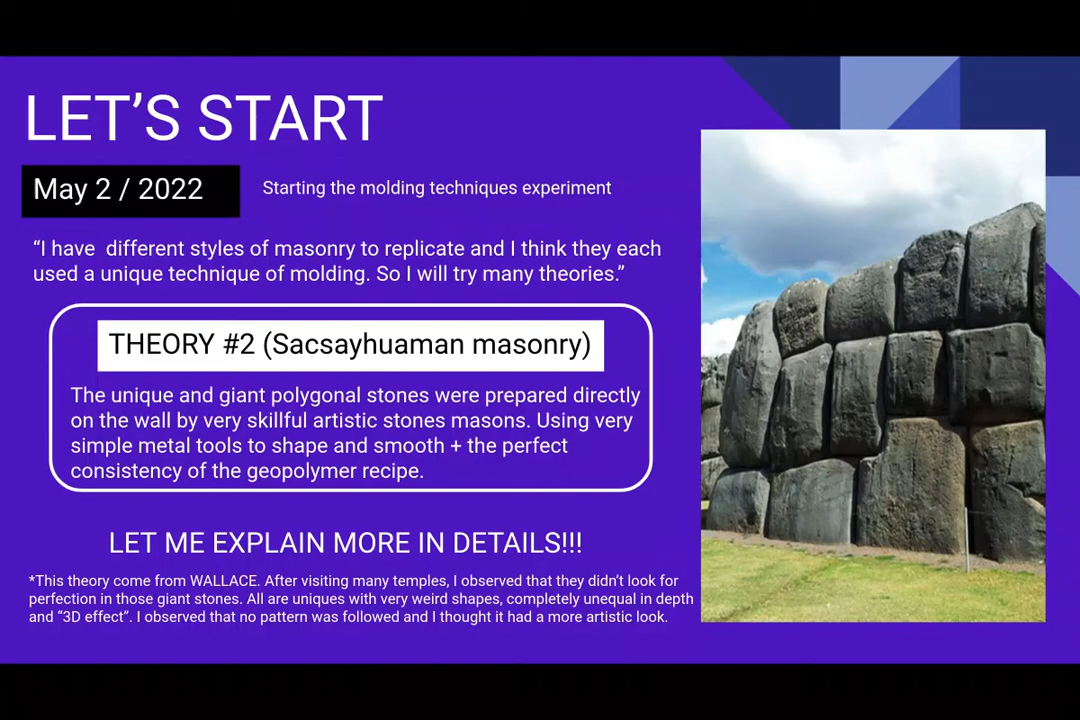 LET’S START
May 2 / 2022
Starting the molding techniques experiment
“I have  different styles of masonry to replicate and I think they each
used a unique technique of molding. So I will try many theories.”
THEORY #2 (Sacsayhuaman masonry)
The unique and giant polygonal stones were prepared directly
on the wall by very skillful artistic stones masons. Using very
simple metal tools to shape and smooth + the perfect
consistency of the geopolymer recipe.
LET ME EXPLAIN MORE IN DETAILS!!!
*This theory come from WALLACE. After visiting many temples, I observed that they didn’t look for
perfection in those giant stones. All are uniques with very weird shapes, completely unequal in depth
and “3D effect”. I observed that no pattern was followed and I thought it had a more artistic look.